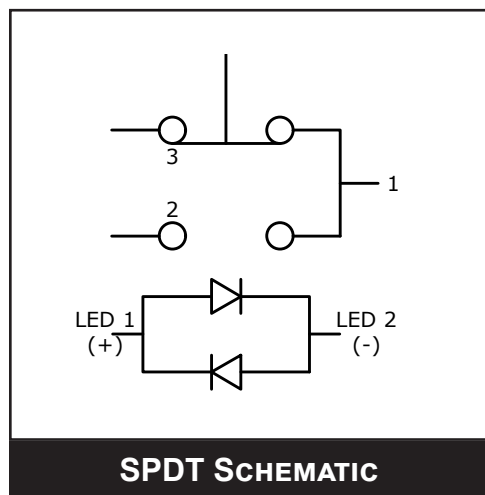 3
1
2
LED 1
(+)
LED 2
(-)
SPDT SCHEMATIC